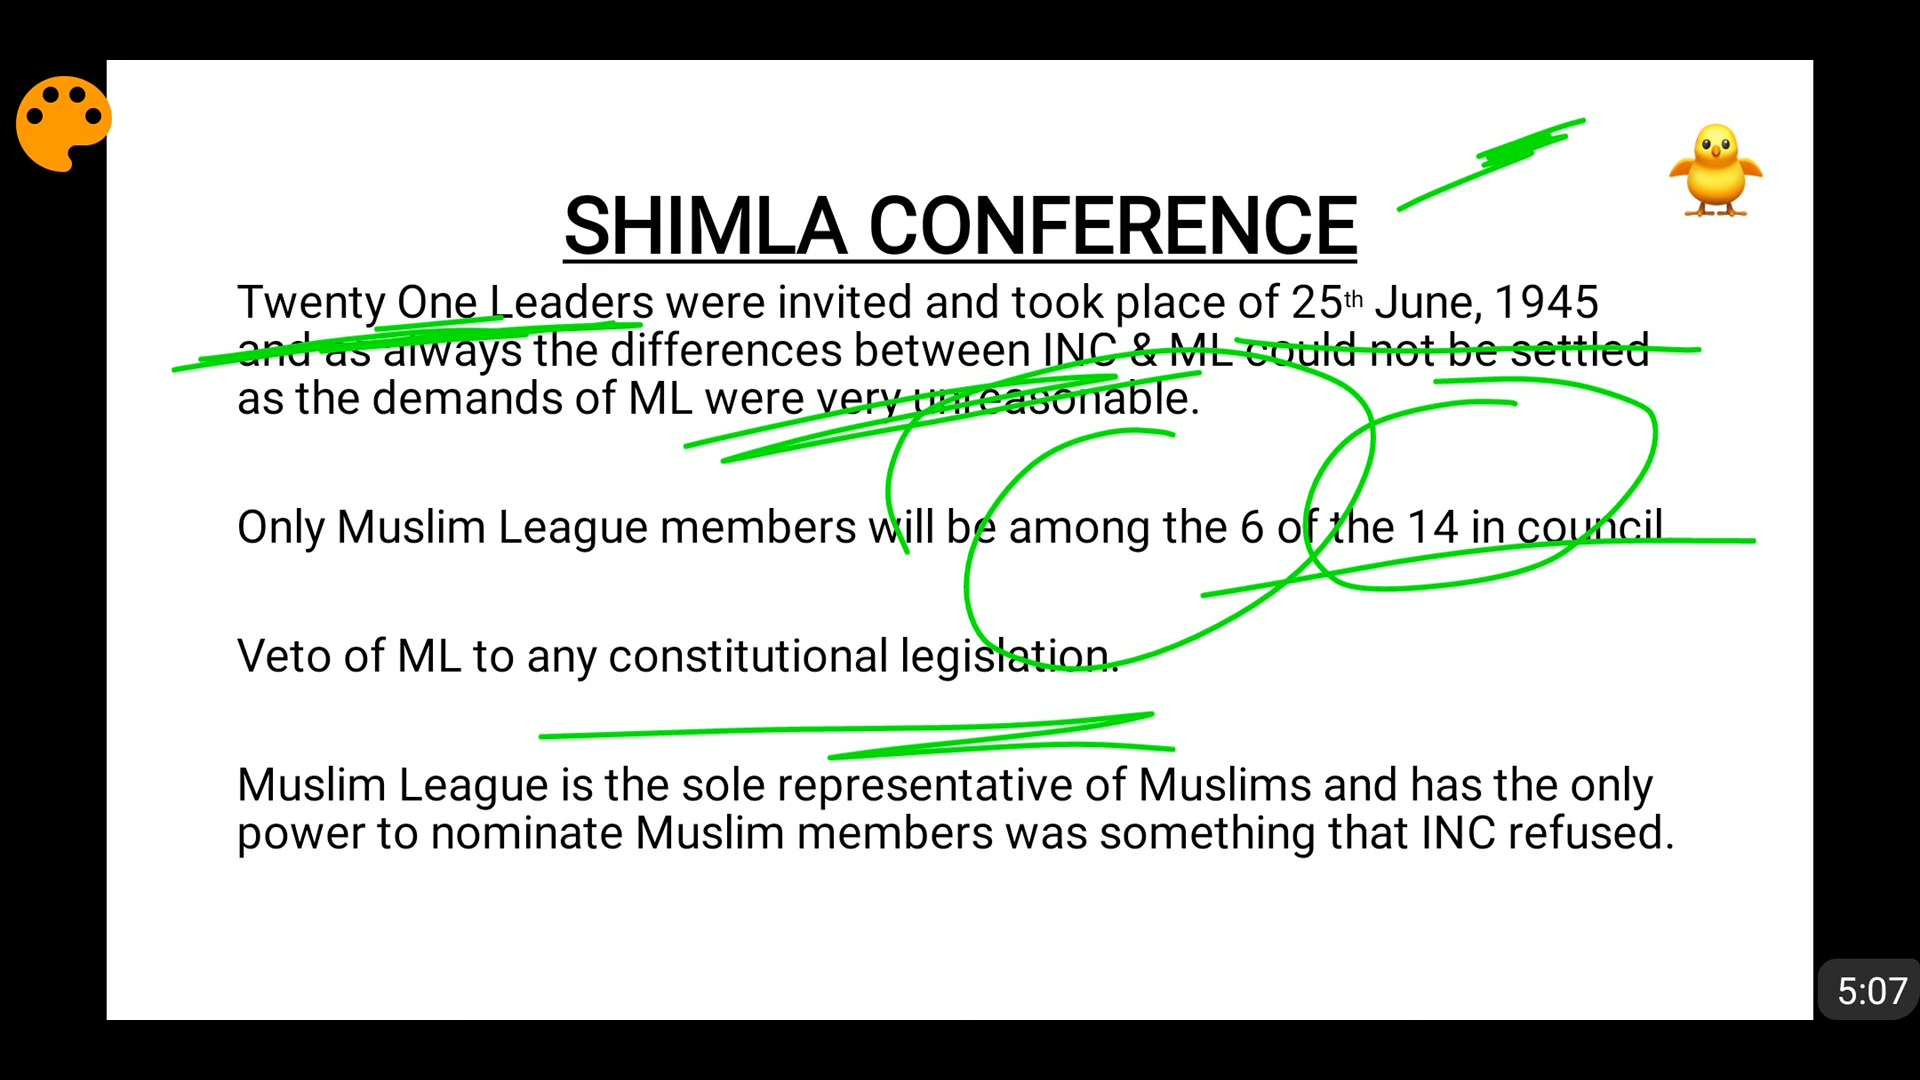 SHIMLA CONFERENCE
Twenty One Leaders were invited and took place of 25th June, 1945
and as always the differences between INC & ML could not be settled
as the demands of ML were very unreasonable.
Only Muslim League members will be among the 6 of the 14 in council.
Veto of ML to any constitutional legislation.
Muslim League is the sole representative of Muslims and has the only
power to nominate Muslim members was something that INC refused.
5:07